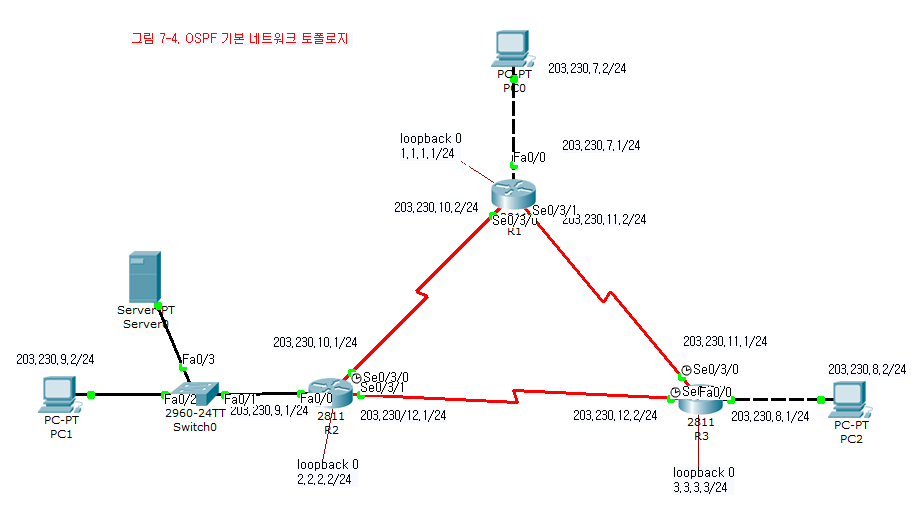 그림 7-4. OSPF 기본 네트워크 토폴로지
203,230,7,2/24
PC-PT
PC0
loopback 0
1,1,1,1/24
203,230,7,1/24
Fa0/0
203,230,10,2/24
Se0/3/1
Se0/3/0
203,230,11,2/24
R1
Server-PT
Server0
203,230,10,1/24
203,230,11,1/24
203,230,9,2/24
Fa0/3
Se0/3/0
Se0/3/0
203,230,8,2/24
Fa0/2
Fa0/1
Fa0/0
Se0/3/1
Fa0/0
203,230,9,1/24
2960-24TT
Switch0
PC-PT
PC1
2811
R2
203,230/12,1/24
203,230,12,2/24
2811
R3
203,230,8,1/24
PC-PT
PC2
loopback 0
2,2,2,2/24
loopback 0
3,3,3,3/24